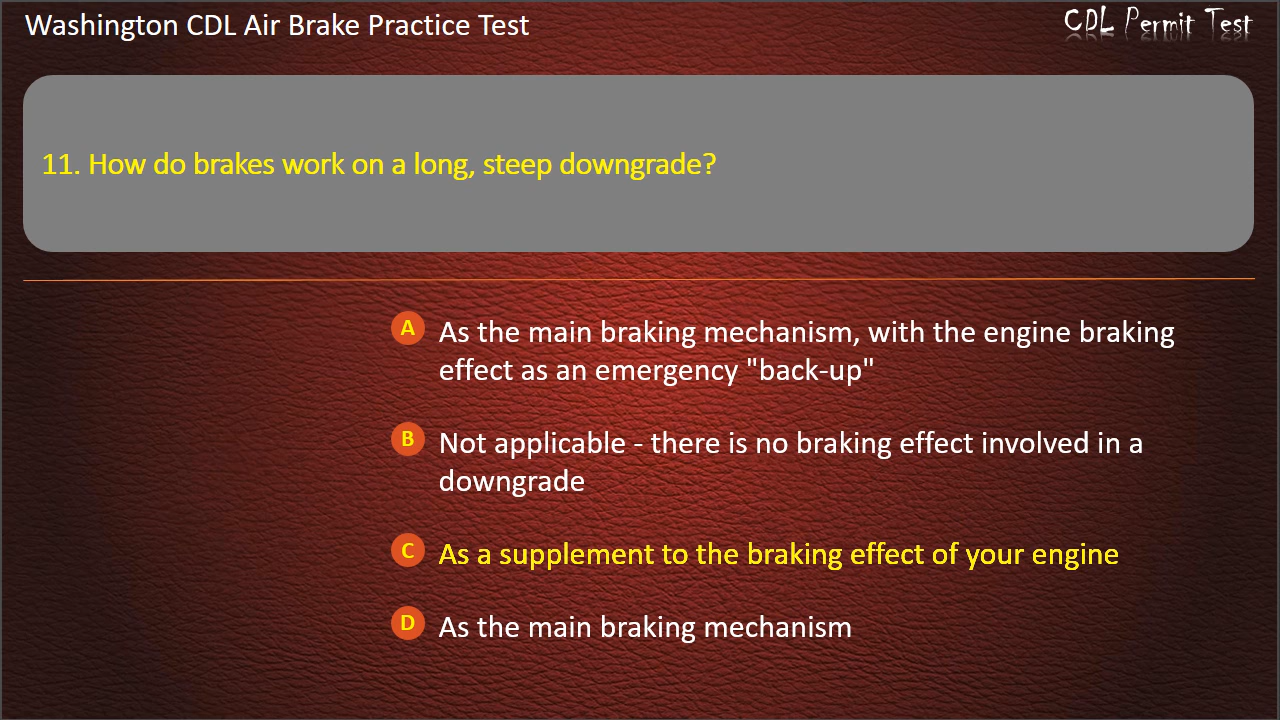 Washington CDL Air Brake Practice Test
CDL Permit Test
11. How do brakes work on a long, steep downgrade?
A As the main braking mechanism, with the engine braking
effect as an emergency "back-up"
B Not applicable - there is no braking effect involved in a
downgrade
C As a supplement to the braking effect of your engine
D As the main braking mechanism